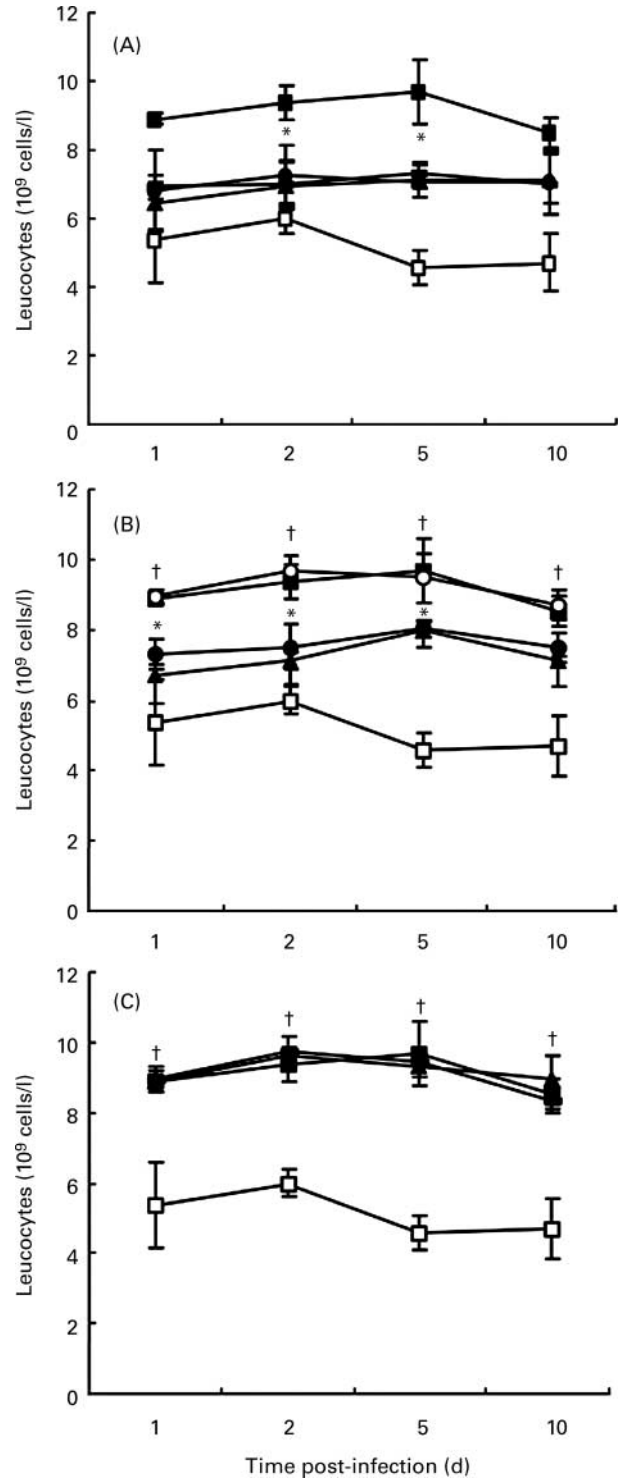 12
(A)
10
8
6
4
2
0
* *
Leucocytes (10⁹ cells/l)
1 2 5 10
12
(B)
10
8
6
4
2
0
† † † †
* * *
Leucocytes (10⁹ cells/l)
1 2 5 10
12
(C)
10
8
6
4
2
0
† † † †
Leucocytes (10⁹ cells/l)
1 2 5 10
Time post-infection (d)